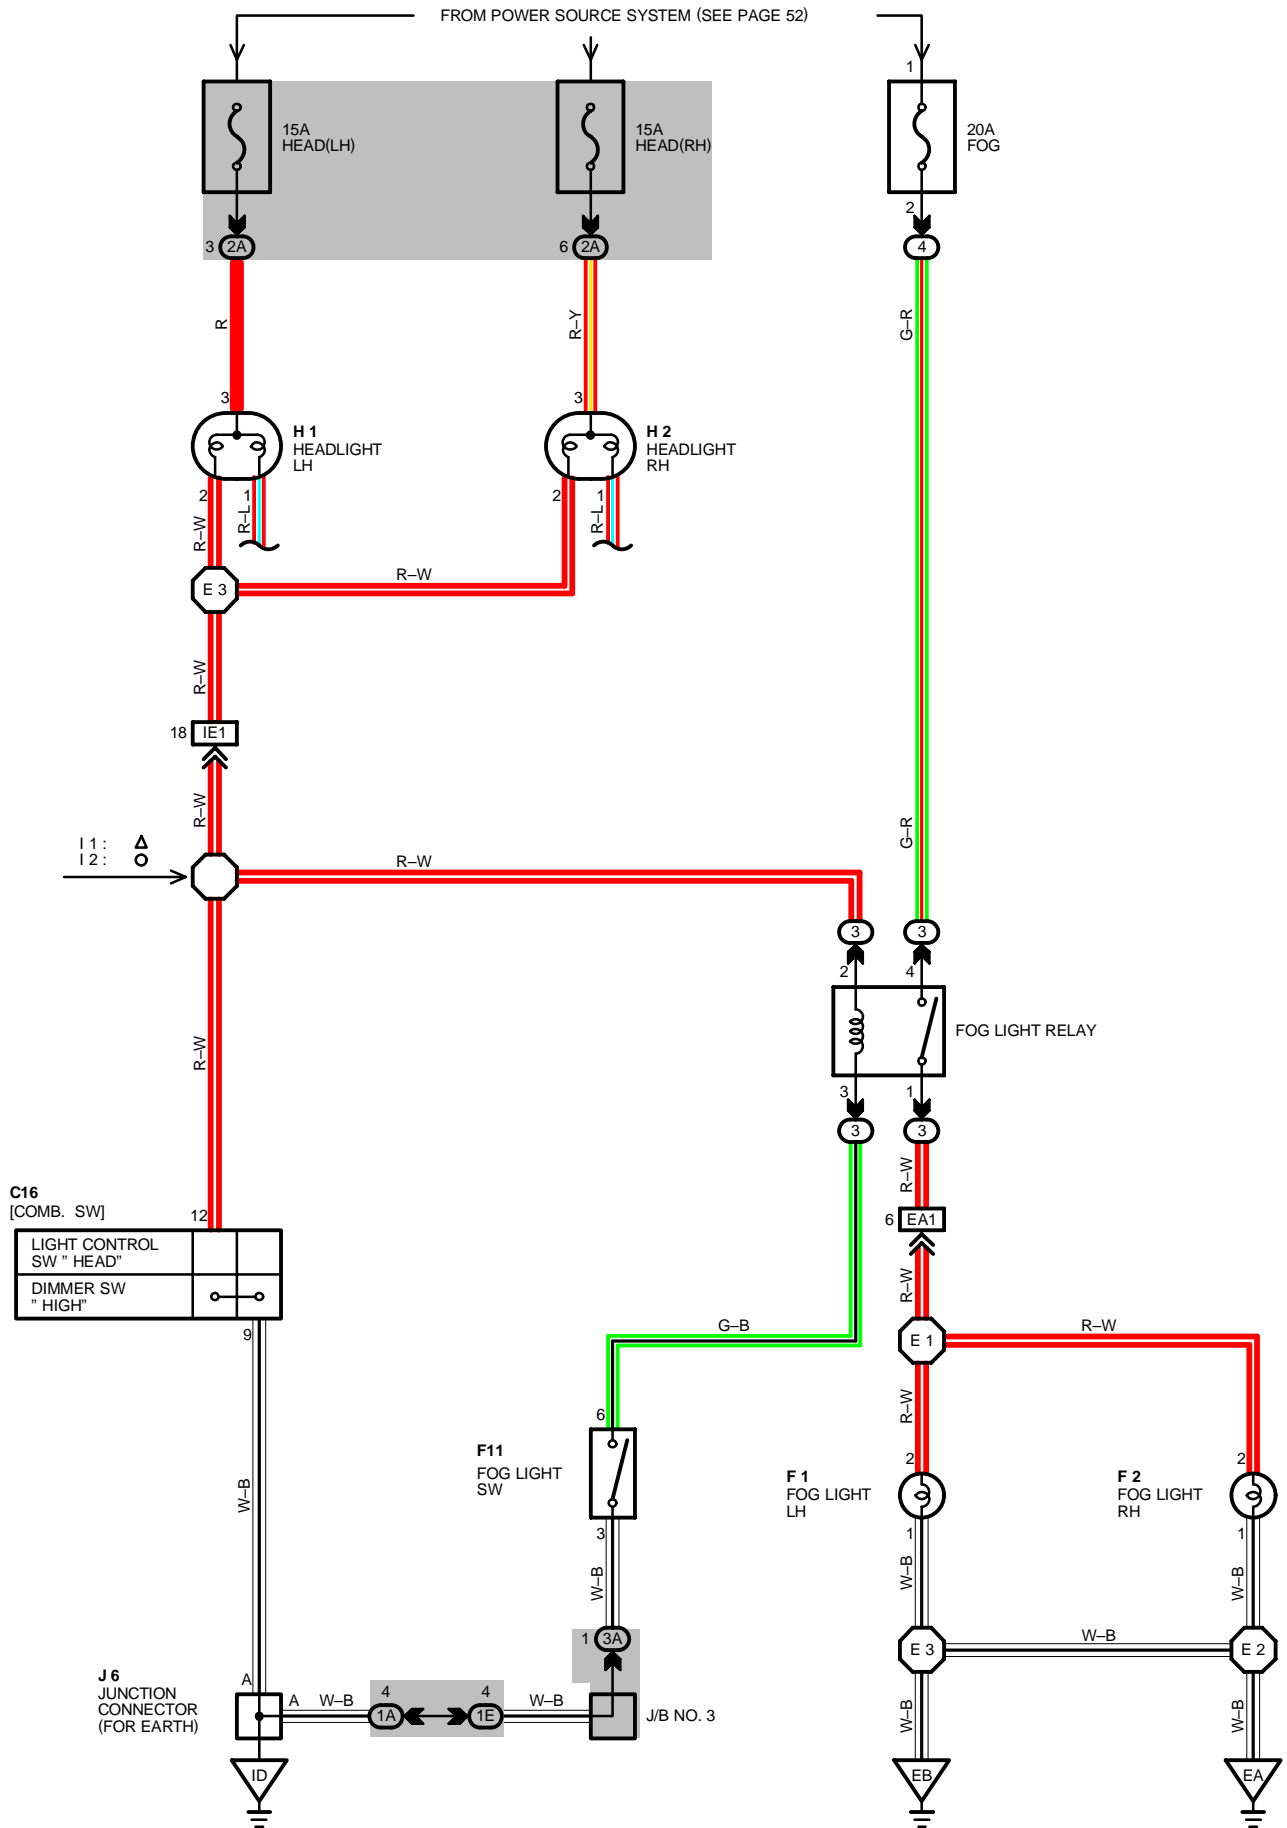 FROM POWER SOURCE SYSTEM (SEE PAGE 52)
1
15A
HEAD(LH)
15A
HEAD(RH)
20A
FOG
2
3 2A
6 2A
4
R
R–Y
G–R
3
3
H 1
HEADLIGHT
LH
H 2
HEADLIGHT
RH
2
1
2
1
R–W
R–L
R–L
E 3
R–W
R–W
18 IE1
R–W
G–R
I 1 :
I 2 :
R–W
3
3
2
4
R–W
FOG LIGHT RELAY
3
1
3
3
R–W
C16
[COMB. SW]
12
6 EA1
LIGHT CONTROL
SW ” HEAD”
DIMMER SW
” HIGH”
R–W
9
G–B
E 1
R–W
R–W
6
F11
FOG LIGHT
SW
2
F 1
FOG LIGHT
LH
2
F 2
FOG LIGHT
RH
W–B
3
1
1
W–B
W–B
W–B
1 3A
E 3
W–B
E 2
A
J 6
JUNCTION
CONNECTOR
(FOR EARTH)
A W–B
4
1A
4
1E
W–B
J/B NO. 3
W–B
W–B
ID
EB
EA